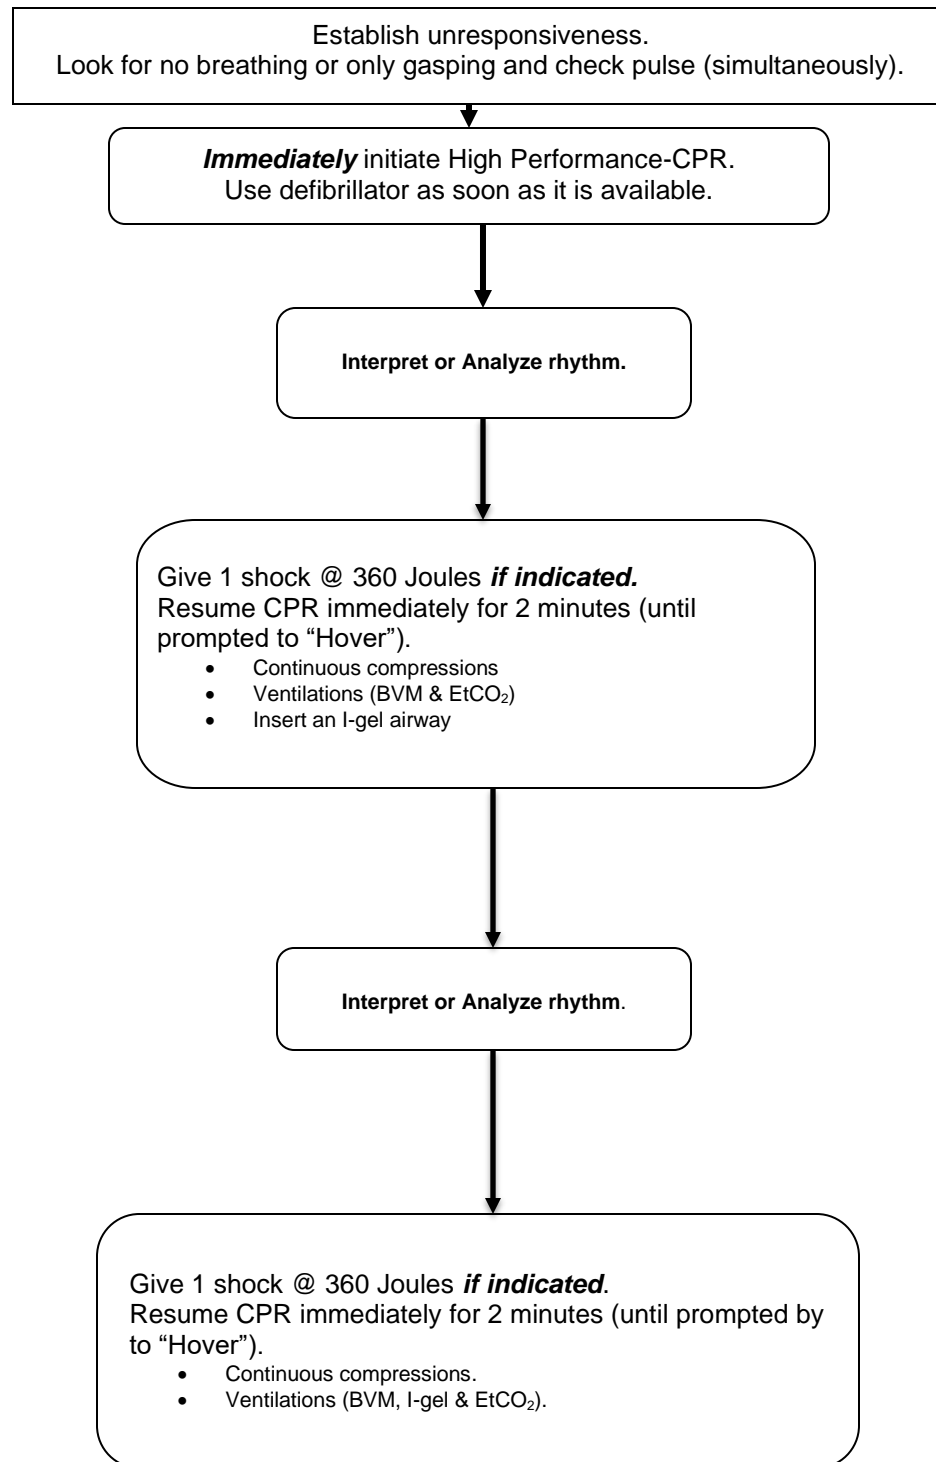 Establish unresponsiveness.
Look for no breathing or only gasping and check pulse (simultaneously).
Immediately initiate High Performance-CPR.
Use defibrillator as soon as it is available.
Interpret or Analyze rhythm.
Give 1 shock @ 360 Joules if indicated.
Resume CPR immediately for 2 minutes (until
prompted to “Hover”).
• Continuous compressions
• Ventilations (BVM & EtCO₂)
• Insert an I-gel airway
Interpret or Analyze rhythm.
Give 1 shock @ 360 Joules if indicated.
Resume CPR immediately for 2 minutes (until prompted by
to “Hover”).
• Continuous compressions.
• Ventilations (BVM, I-gel & EtCO₂).